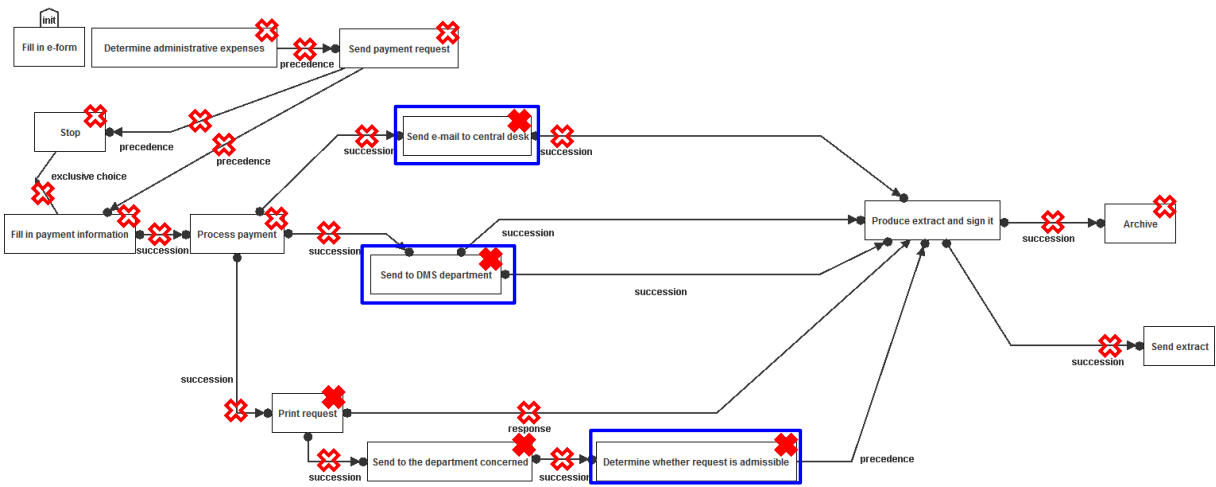 init
Fill in e-form
Determine administrative expenses
Send payment request
precedence
Stop
precedence
precedence
exclusive choice
succession
Send e-mail to central desk
succession
Fill in payment information
succession
Process payment
succession
succession
Produce extract and sign it
succession
Archive
Send to DMS department
succession
succession
Send extract
succession
Print request
response
succession
Send to the department concerned
succession
Determine whether request is admissible
precedence